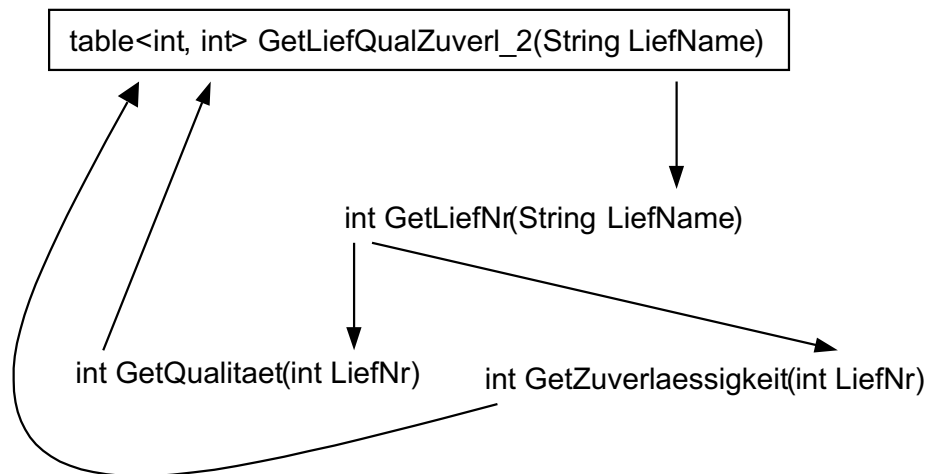 table<int, int> GetLiefQualZuverl_2(String LiefName)
int GetLiefNr(String LiefName)
int GetQualitaet(int LiefNr)
int GetZuverlaessigkeit(int LiefNr)